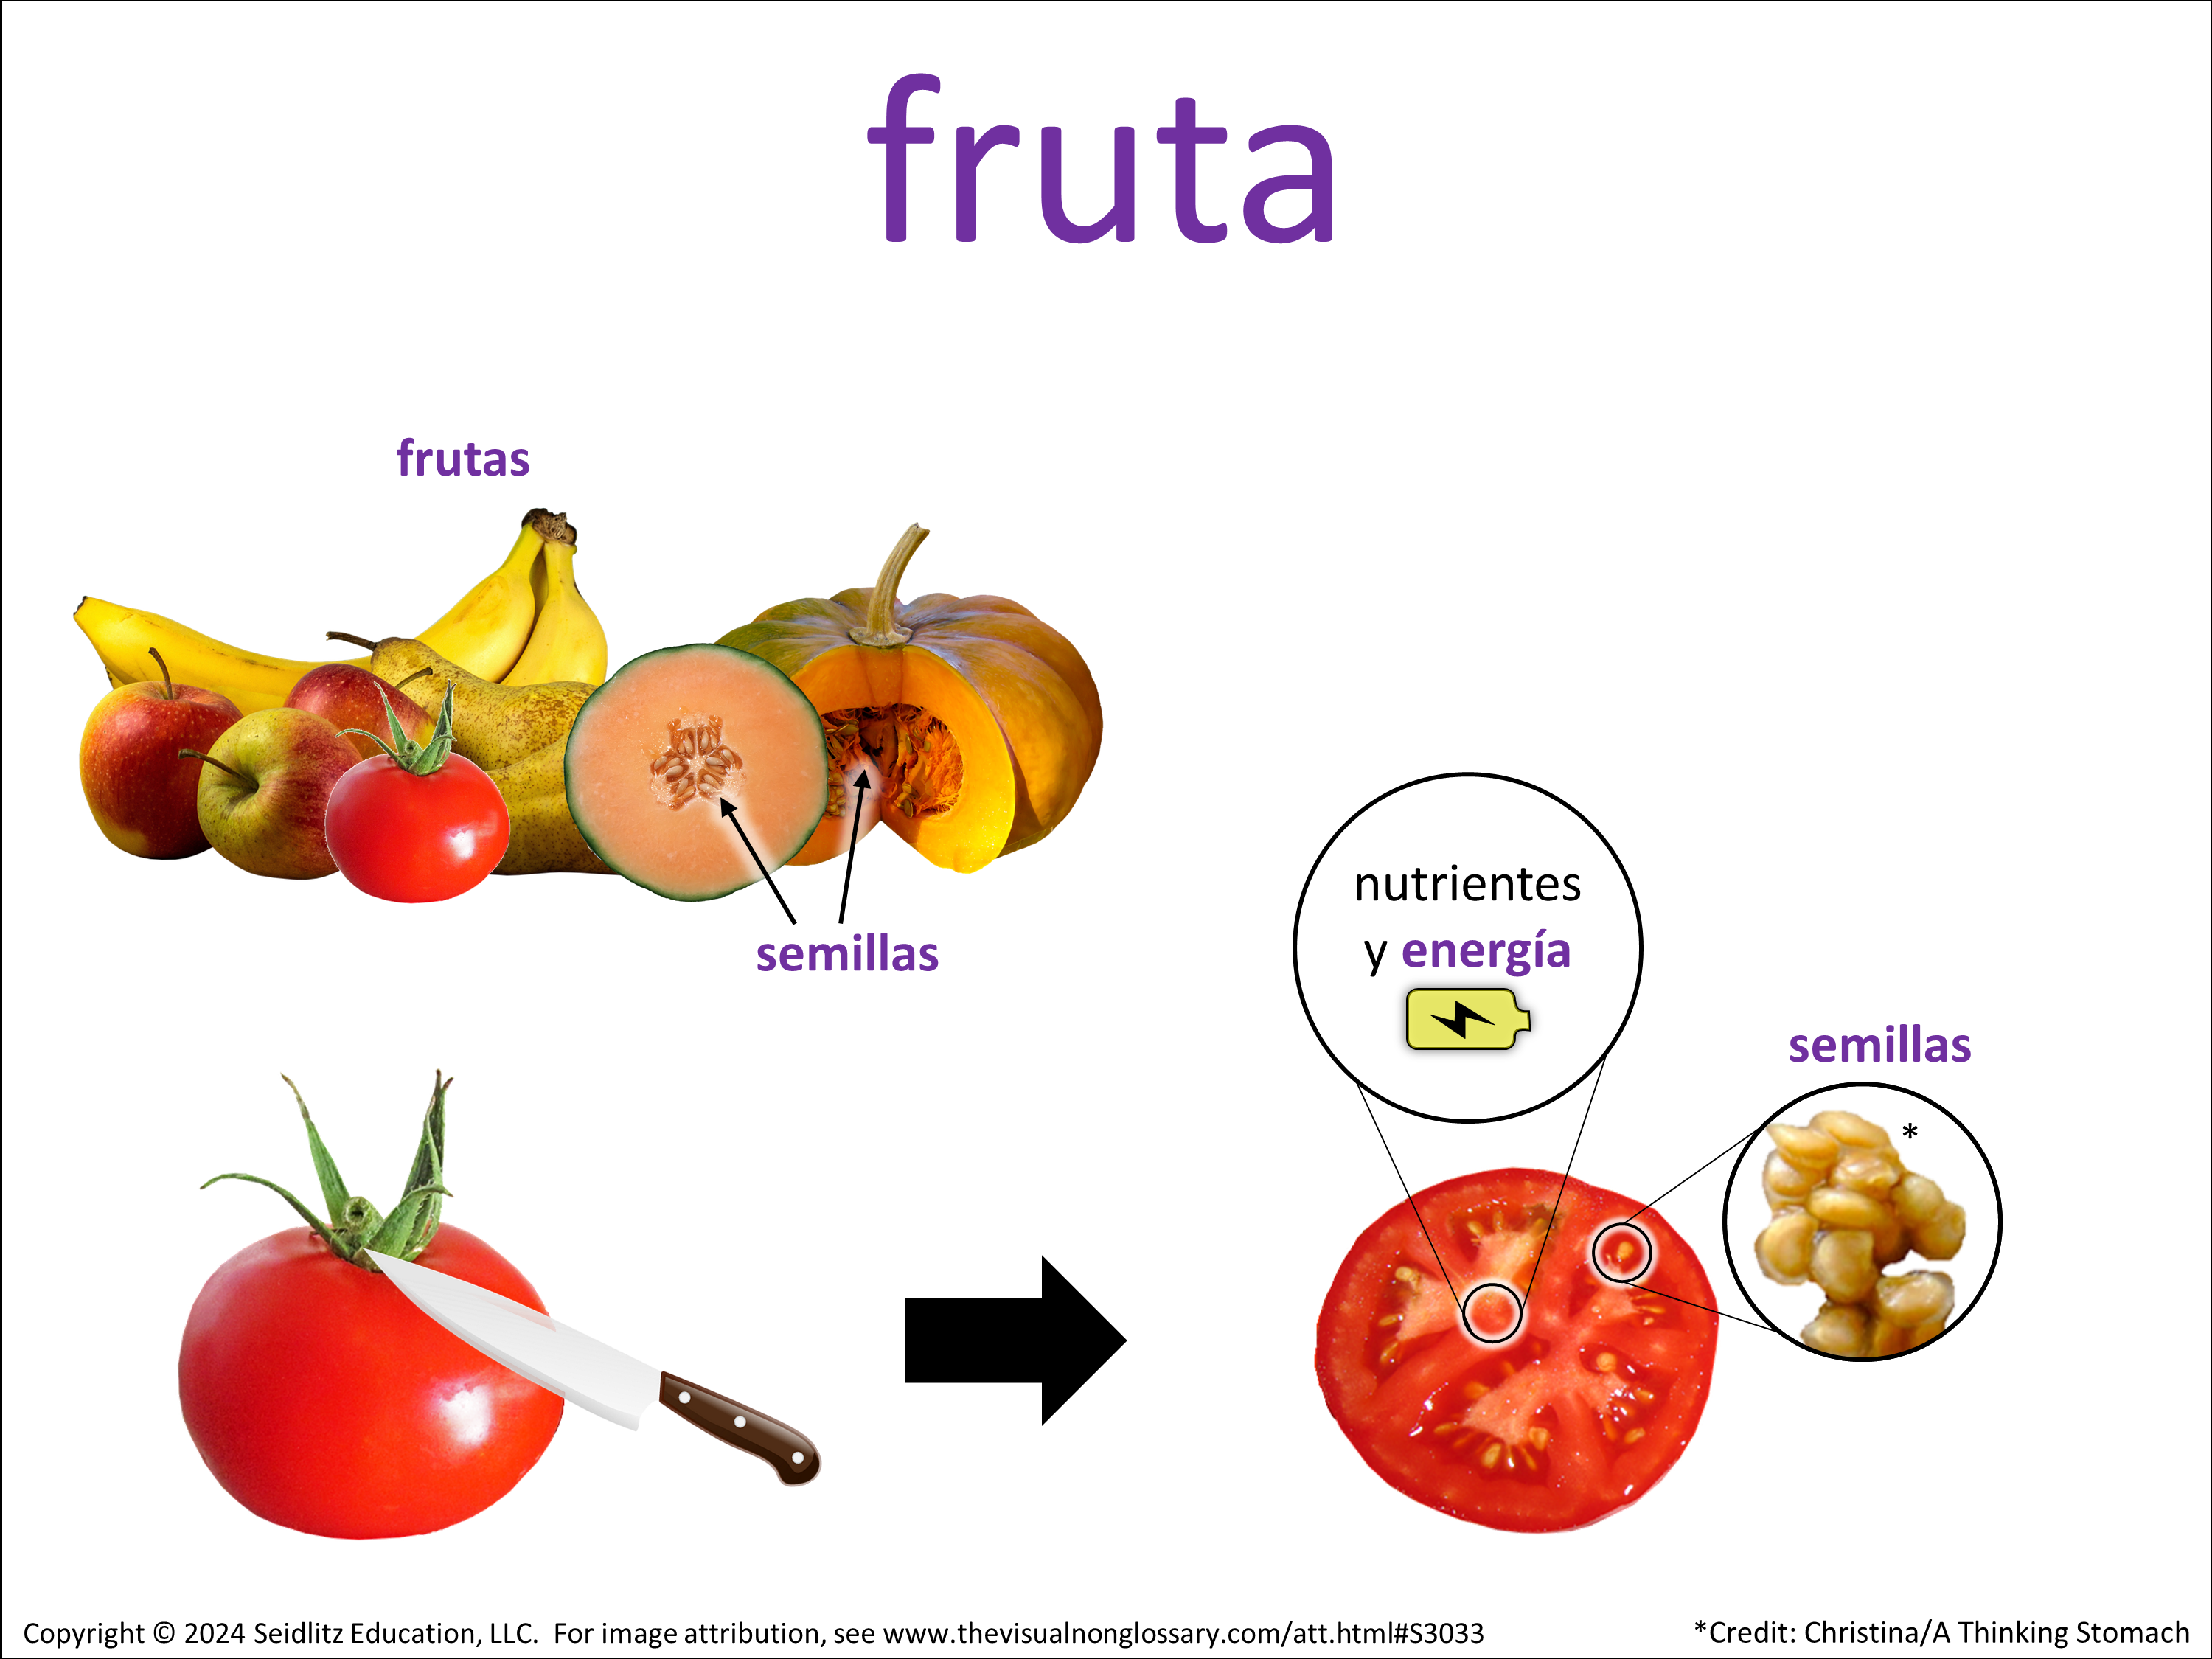 fruta
frutas
semillas
nutrientes
y energía
semillas
*
Copyright © 2024 Seidlitz Education, LLC.  For image attribution, see www.thevisualnonglossary.com/att.html#S3033
*Credit: Christina/A Thinking Stomach